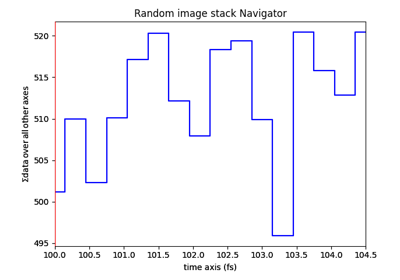 Random image stack Navigator
520
515
510
505
500
495
Σdata over all other axes
100.0 100.5 101.0 101.5 102.0 102.5 103.0 103.5 104.0 104.5
time axis (fs)